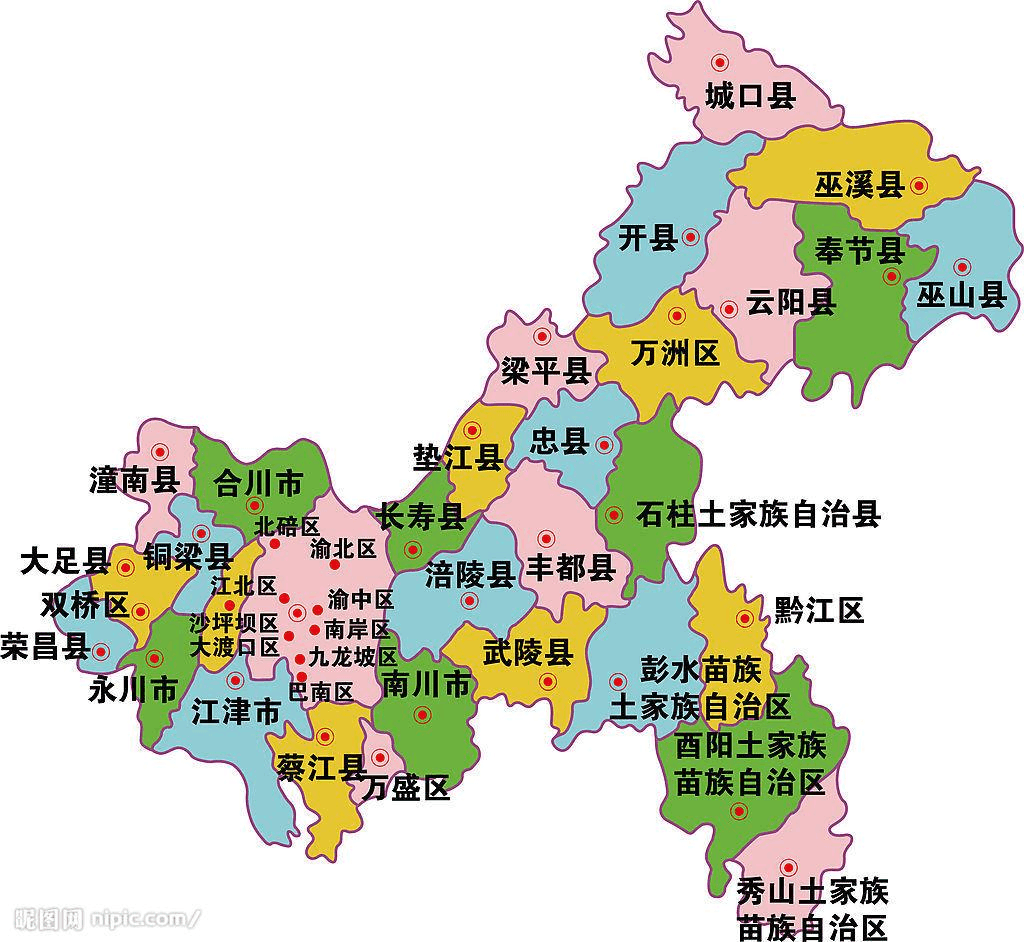 城口县
巫溪县
开县
奉节县
巫山县
云阳县
万洲区
梁平县
忠县
垫江县
潼南县
合川市
长寿县
石柱土家族自治县
北碚区
渝北区
大足县
铜梁县
涪陵县
丰都县
江北区
双桥区
渝中区
黔江区
沙坪坝区
南岸区
荣昌县
大渡口区
九龙坡区
武陵县
彭水苗族
土家族自治区
永川市
巴南区
南川市
江津市
酉阳土家族
苗族自治区
蔡江县
万盛区
秀山土家族
苗族自治区
昵图网 nipic.com/